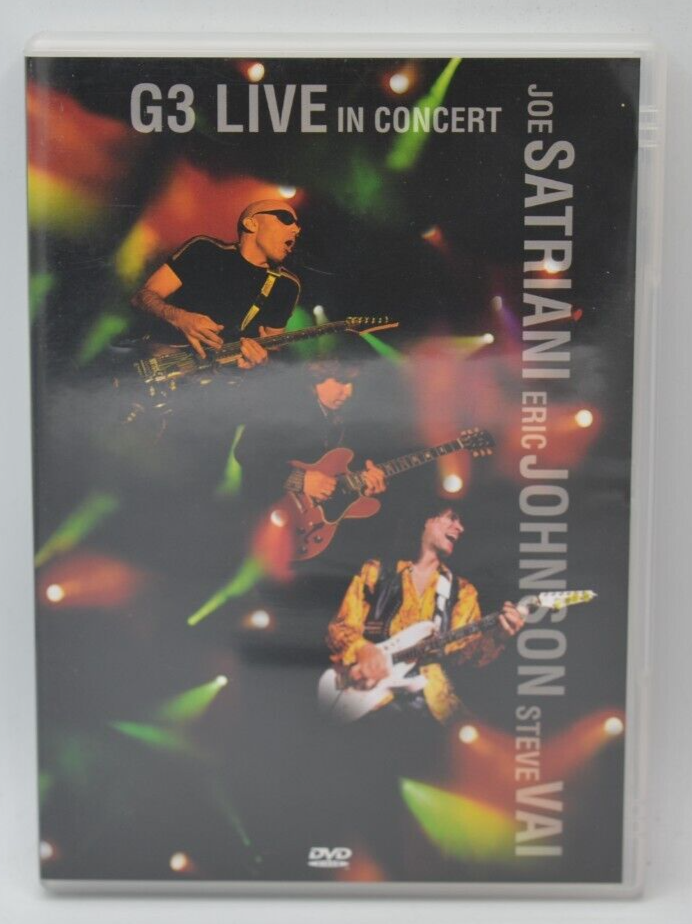 G3 LIVE IN CONCERT
JOE SATRIANI ERIC JOHNSON STEVE VAI
DVD